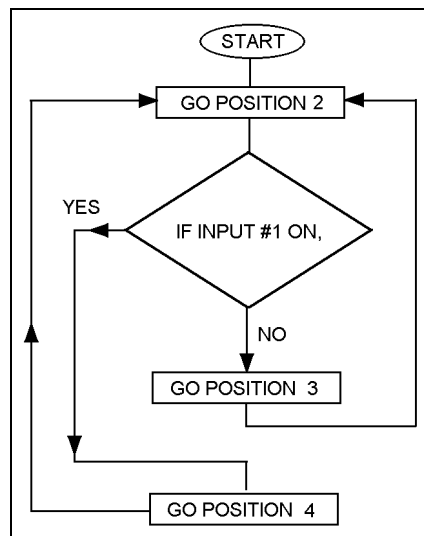 START
GO POSITION 2
YES
IF INPUT #1 ON,
NO
GO POSITION 3
GO POSITION 4